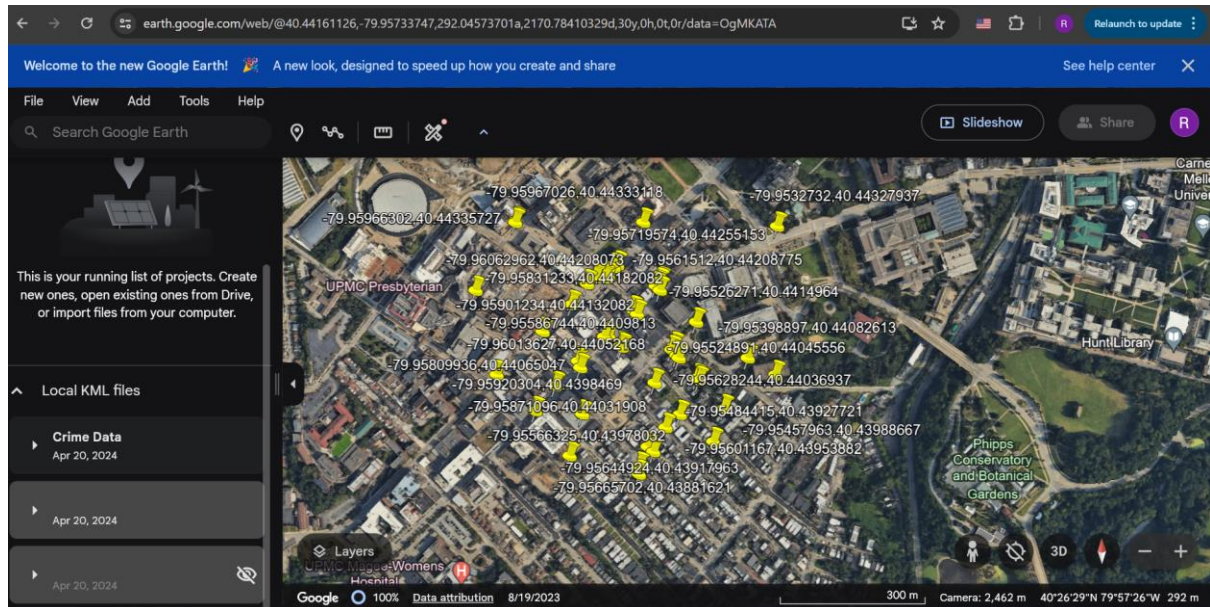 earth.google.com/web/@40.44161126,-79.95733747,292.04573701a,2170.78410329d,30y,0h,0t,0r/data=OgMKATA
R
Relaunch to update
Welcome to the new Google Earth! 🎉 A new look, designed to speed up how you create and share
See help center
File View Add Tools Help
Search Google Earth
Slideshow
Share
R
This is your running list of projects. Create
new ones, open existing ones from Drive,
or import files from your computer.
Local KML files
Crime Data
Apr 20, 2024
Apr 20, 2024
Apr 20, 2024
Carne
Mello
Univer
-79.95967026,40.44333118
-79.9532732,40.44327937
-79.95966302,40.44335727
-79.95719574,40.44255153
-79.96062962,40.44208073
-79.9561512,40.44208775
UPMC Presbyterian
-79.95831233,40.44182082
-79.95526271,40.4414964
-79.95901234,40.44132082
-79.95586744,40.4409813
-79.95398897,40.44082613
-79.96013627,40.44052168
-79.95524891,40.44045556
Hunt Library
-79.95809936,40.44065047
-79.95920304,40.4398469
-79.95628244,40.44036937
-79.95871096,40.44031908
-79.95484415,40.43927721
-79.95457963,40.43988667
-79.95566325,40.43978032
-79.95601167,40.43953882
Phipps
Conservatory
and Botanical
Gardens
-79.95644924,40.43917963
-79.95665702,40.43881621
Layers
UPMC Magee-Womens
Hospital
H
3D
Google 100% Data attribution 8/19/2023
300 m
Camera: 2,462 m 40°26'29"N 79°57'26"W 292 m